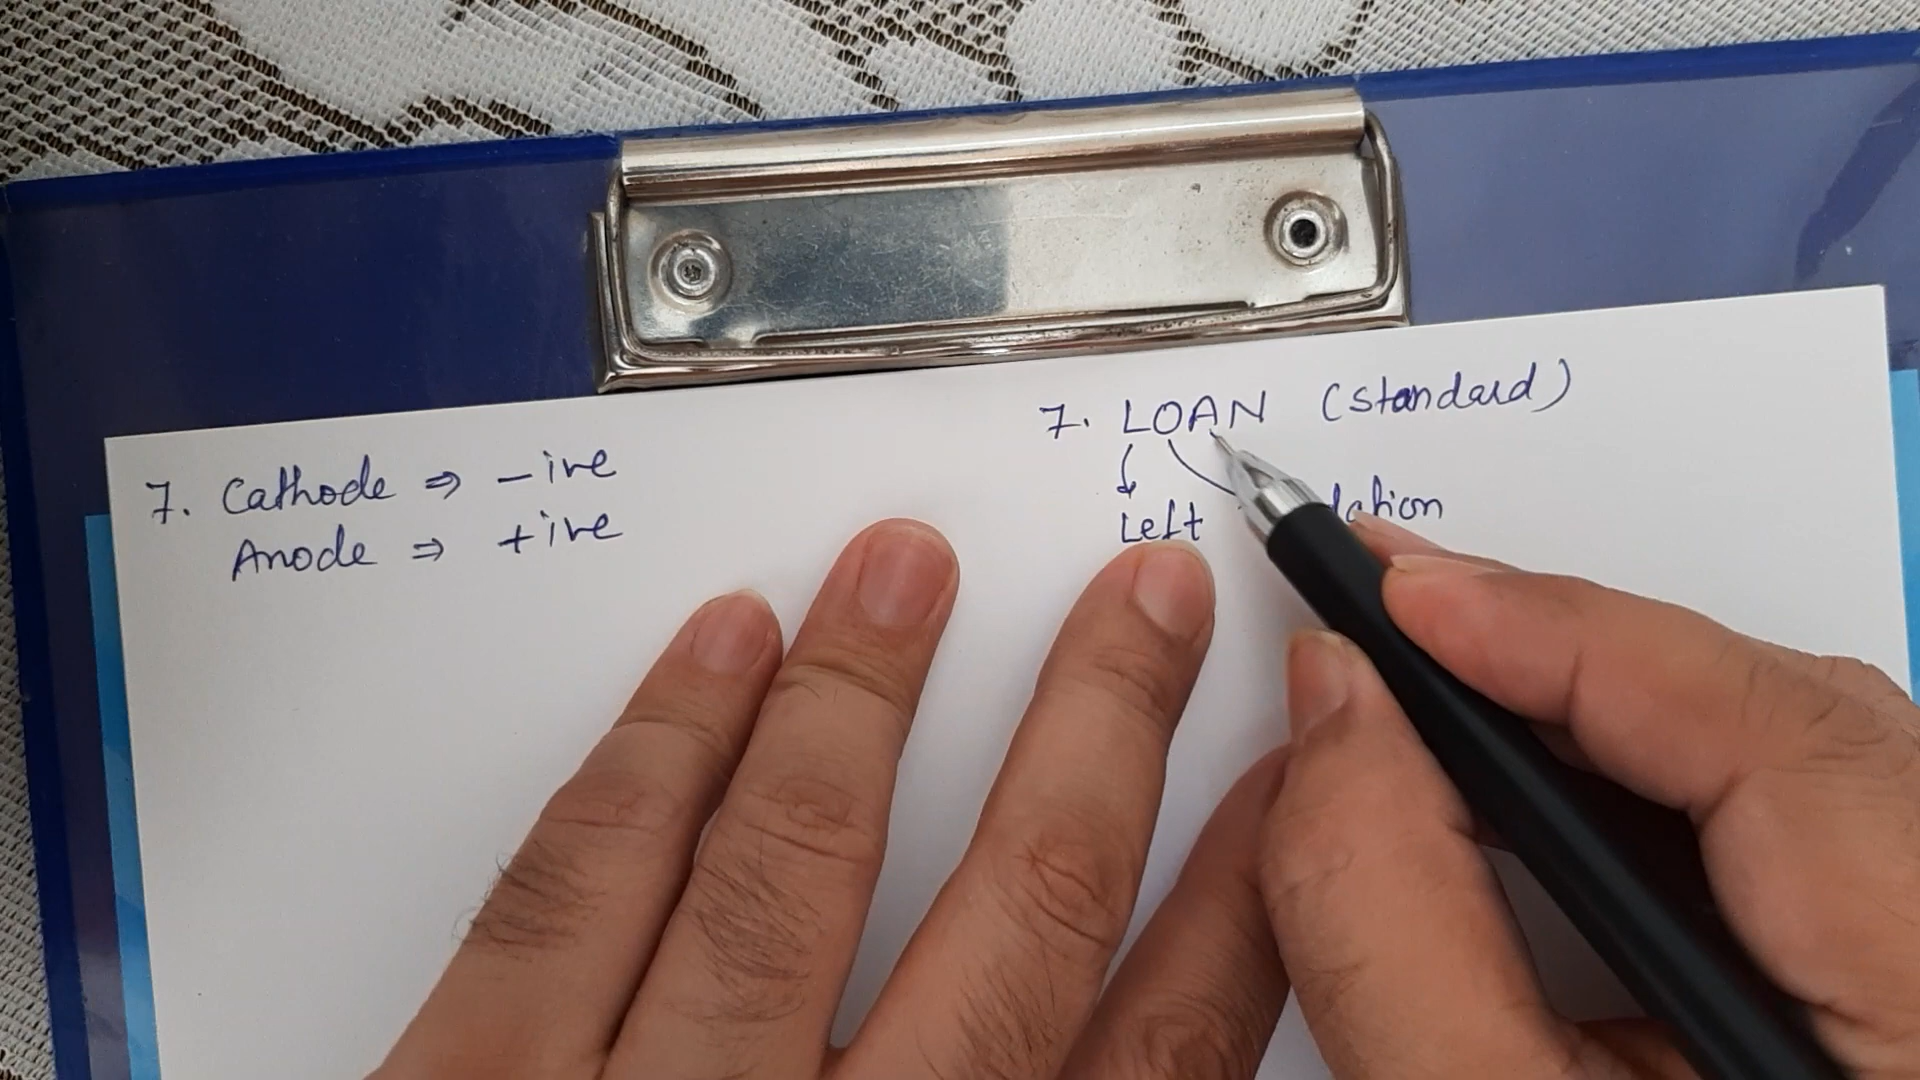 7. Cathode ⇒ -ive
Anode ⇒ +ive
7. LOAN (standard)
Left